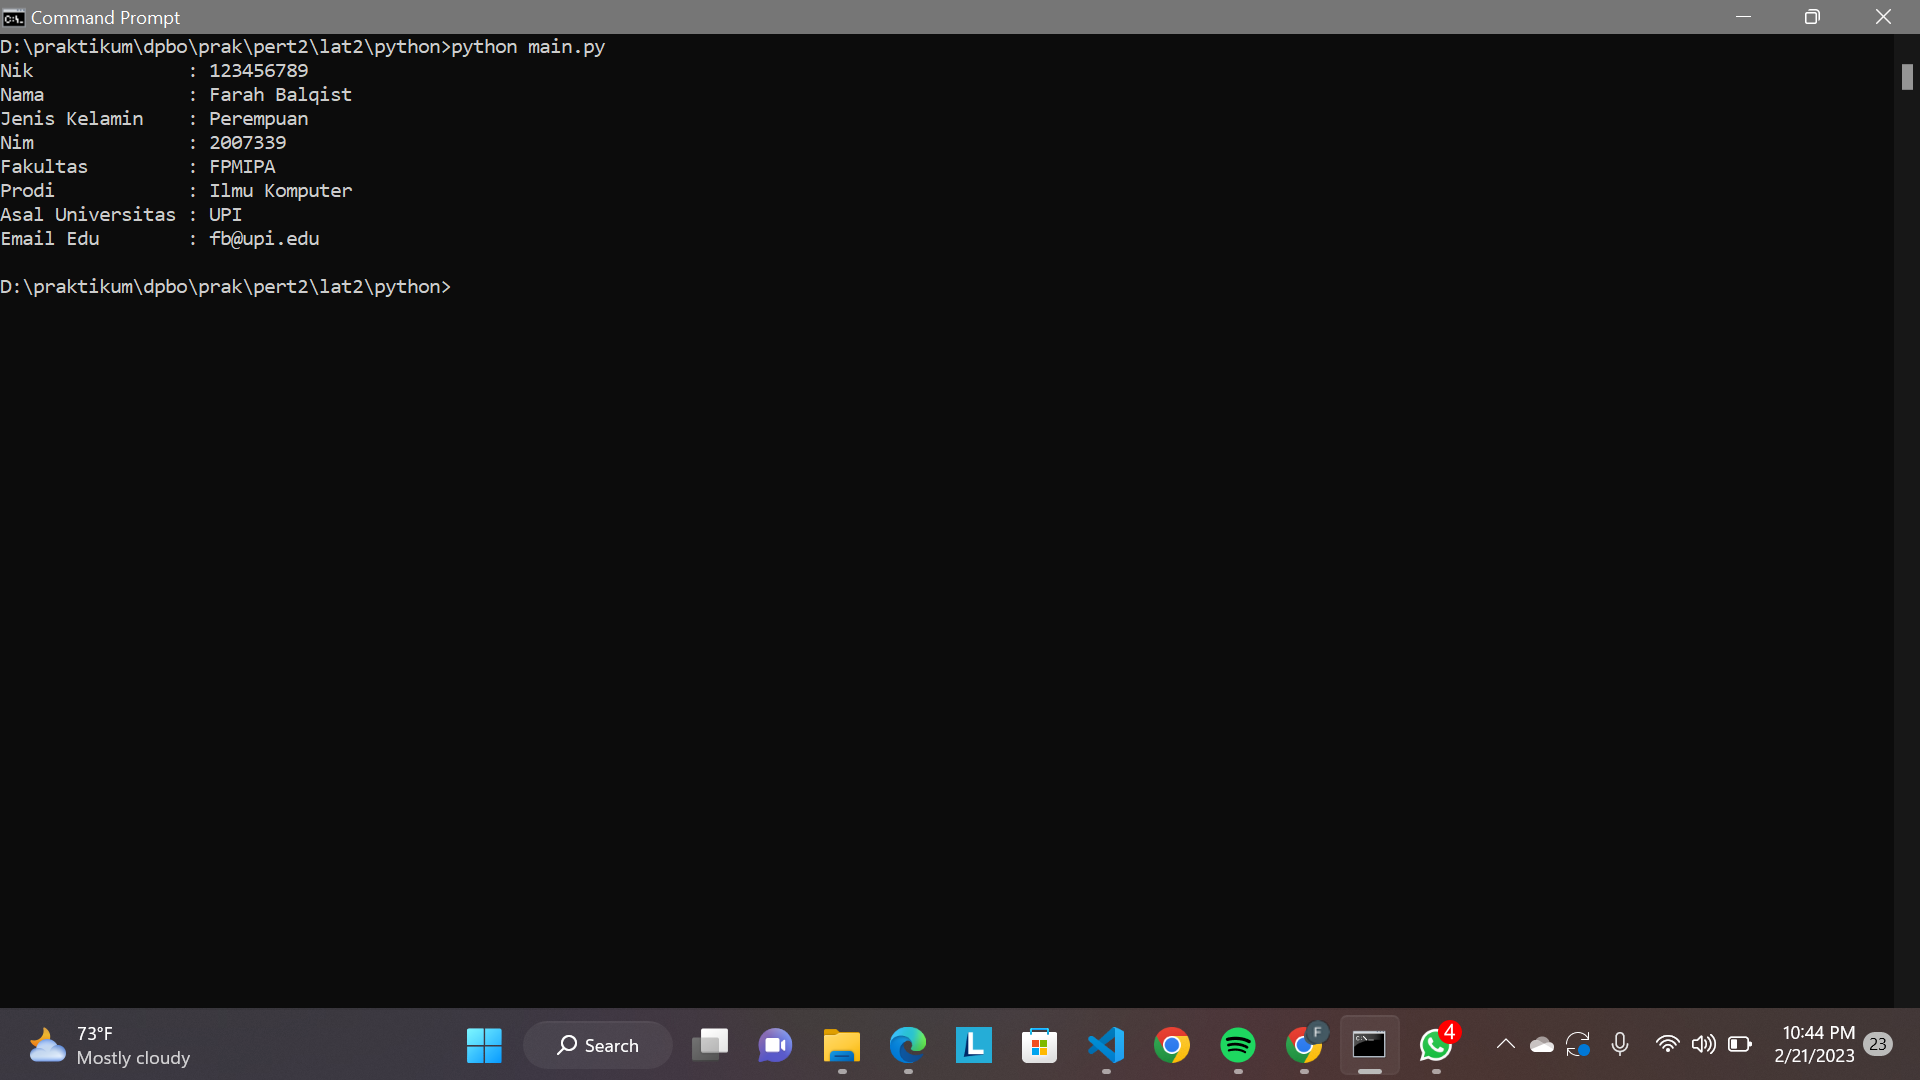 Command Prompt
D:\praktikum\dpbo\prak\pert2\lat2\python>python main.py
Nik              : 123456789
Nama             : Farah Balqist
Jenis Kelamin    : Perempuan
Nim              : 2007339
Fakultas         : FPMIPA
Prodi            : Ilmu Komputer
Asal Universitas : UPI
Email Edu        : fb@upi.edu
D:\praktikum\dpbo\prak\pert2\lat2\python>
73°F
Mostly cloudy
Search
L
F
4
10:44 PM
2/21/2023
23